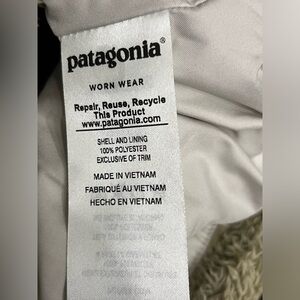 patagonia®
WORN WEAR
Repair, Reuse, Recycle
This Product
www.patagonia.com
SHELL AND LINING
100% POLYESTER
EXCLUSIVE OF TRIM
MADE IN VIETNAM
FABRIQUÉ AU VIETNAM
HECHO EN VIETNAM